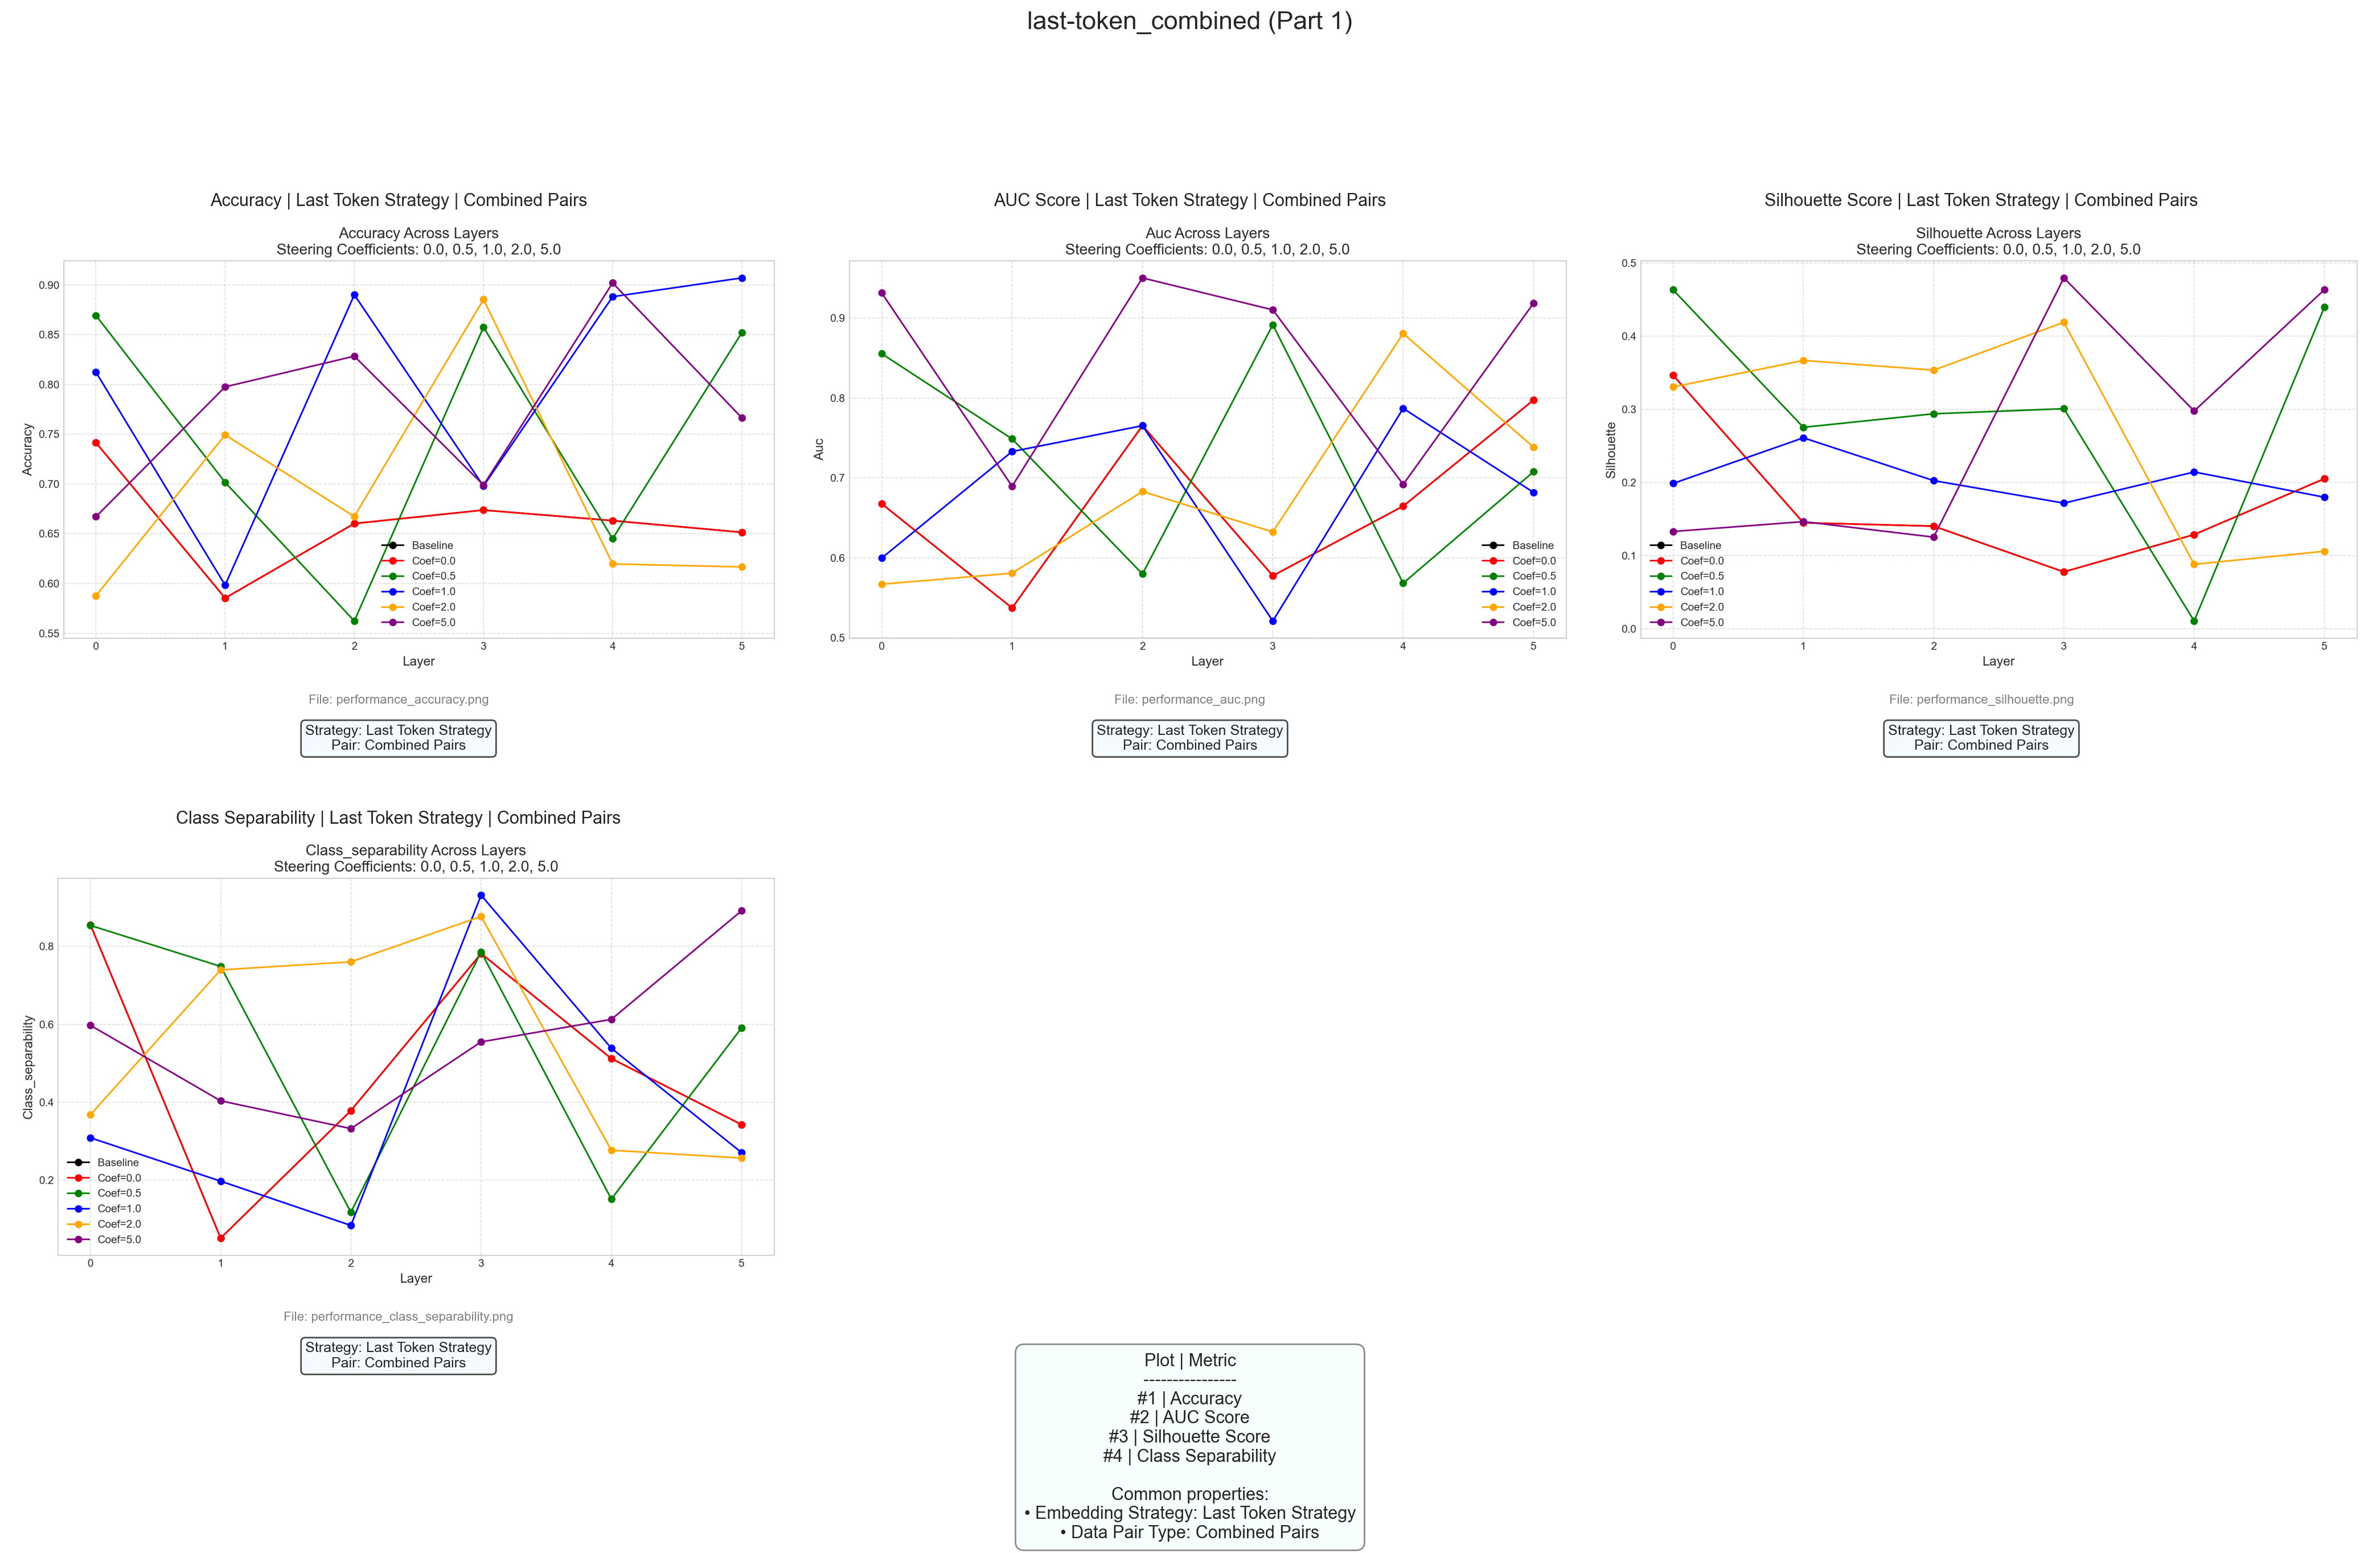 last-token_combined (Part 1)
Accuracy | Last Token Strategy | Combined Pairs
Accuracy Across Layers
Steering Coefficients: 0.0, 0.5, 1.0, 2.0, 5.0
Accuracy
0.90
0.85
0.80
0.75
0.70
0.65
0.60
0.55
Baseline
Coef=0.0
Coef=0.5
Coef=1.0
Coef=2.0
Coef=5.0
0 1 2 3 4 5
Layer
File: performance_accuracy.png
Strategy: Last Token Strategy
Pair: Combined Pairs
AUC Score | Last Token Strategy | Combined Pairs
Auc Across Layers
Steering Coefficients: 0.0, 0.5, 1.0, 2.0, 5.0
Auc
0.9
0.8
0.7
0.6
0.5
Baseline
Coef=0.0
Coef=0.5
Coef=1.0
Coef=2.0
Coef=5.0
0 1 2 3 4 5
Layer
File: performance_auc.png
Strategy: Last Token Strategy
Pair: Combined Pairs
Silhouette Score | Last Token Strategy | Combined Pairs
Silhouette Across Layers
Steering Coefficients: 0.0, 0.5, 1.0, 2.0, 5.0
Silhouette
0.5
0.4
0.3
0.2
0.1
0.0
Baseline
Coef=0.0
Coef=0.5
Coef=1.0
Coef=2.0
Coef=5.0
0 1 2 3 4 5
Layer
File: performance_silhouette.png
Strategy: Last Token Strategy
Pair: Combined Pairs
Class Separability | Last Token Strategy | Combined Pairs
Class_separability Across Layers
Steering Coefficients: 0.0, 0.5, 1.0, 2.0, 5.0
Class_separability
0.8
0.6
0.4
0.2
Baseline
Coef=0.0
Coef=0.5
Coef=1.0
Coef=2.0
Coef=5.0
0 1 2 3 4 5
Layer
File: performance_class_separability.png
Strategy: Last Token Strategy
Pair: Combined Pairs
Plot | Metric
----------------
#1 | Accuracy
#2 | AUC Score
#3 | Silhouette Score
#4 | Class Separability
Common properties:
• Embedding Strategy: Last Token Strategy
• Data Pair Type: Combined Pairs